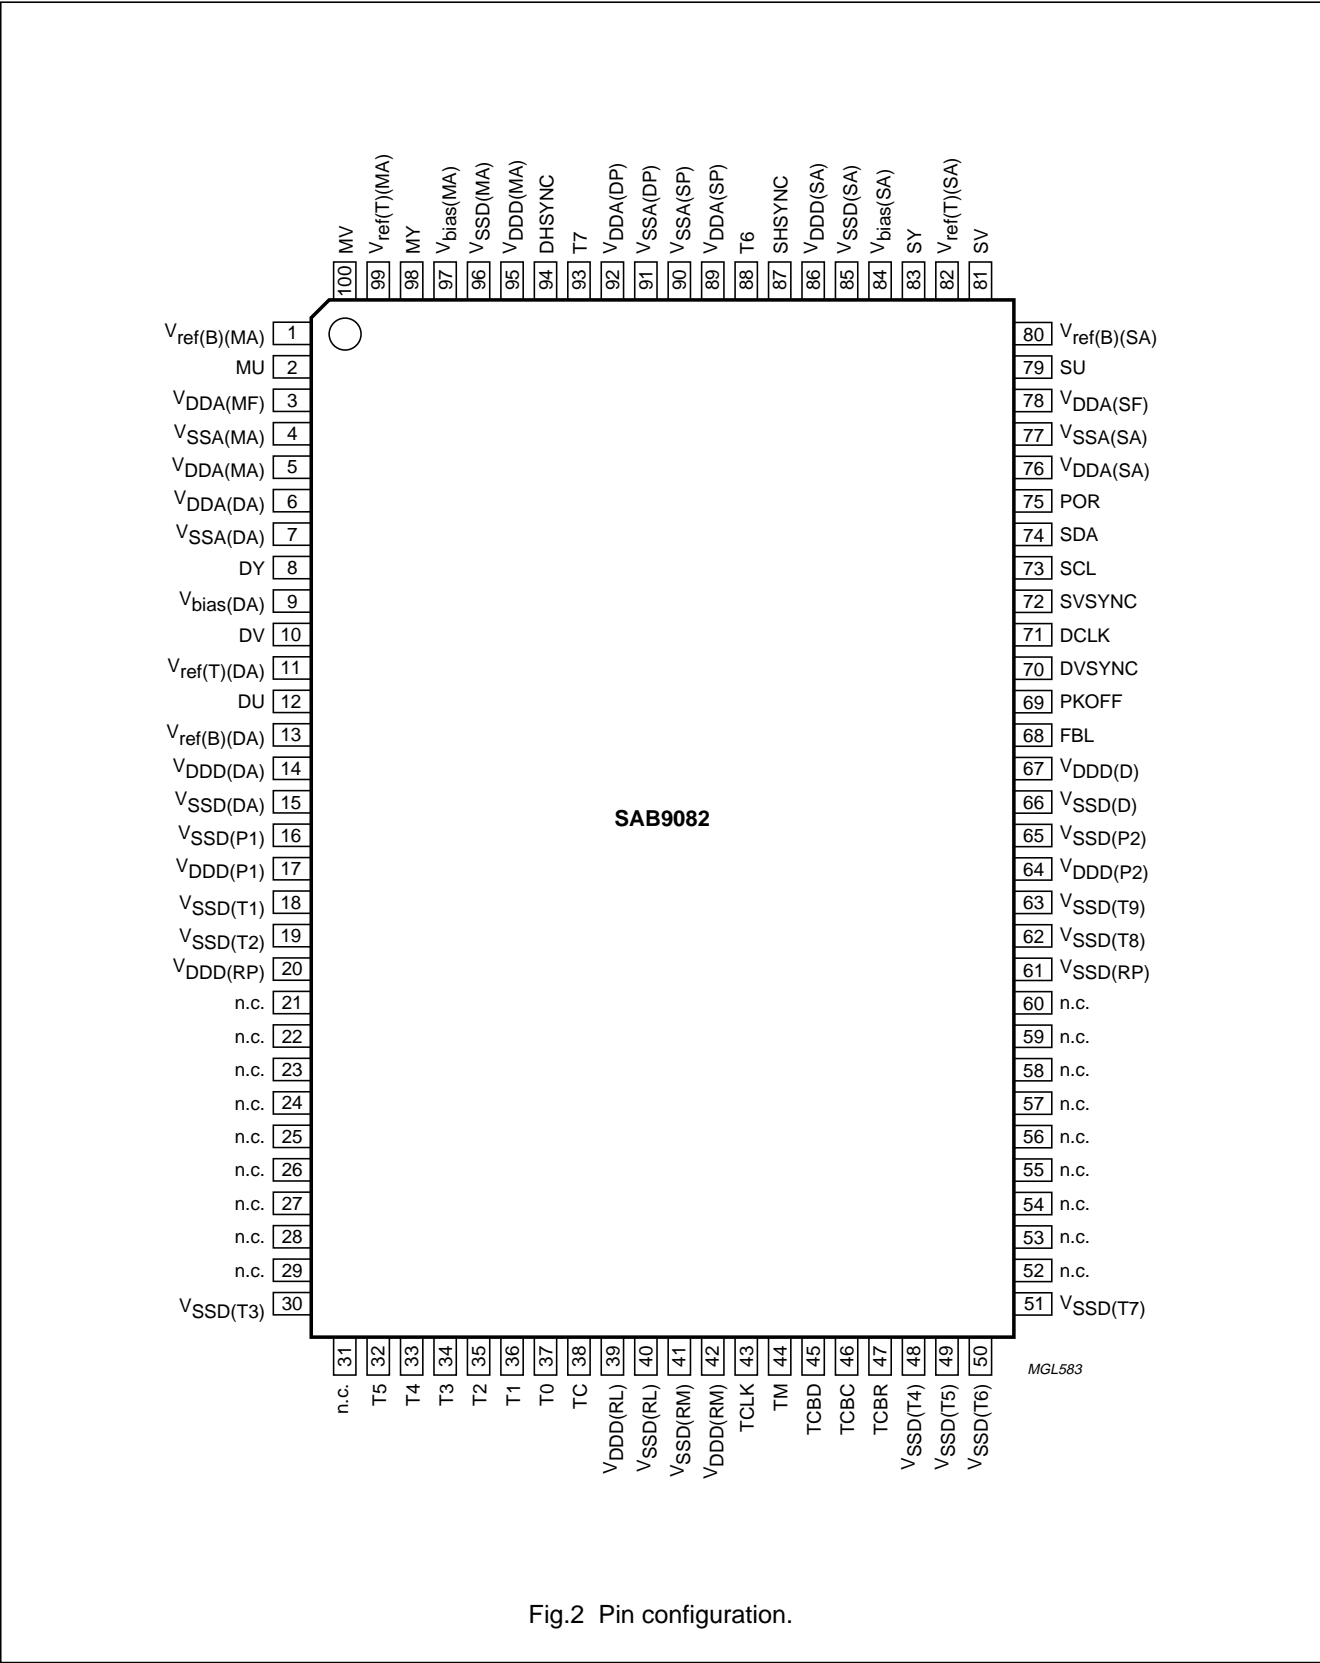 MV
Vref(T)(MA)
MY
Vbias(MA)
VSSD(MA)
VDDD(MA)
DHSYNC
T7
VDDA(DP)
VSSA(DP)
VSSA(SP)
VDDA(SP)
T6
SHSYNC
VDDD(SA)
VSSD(SA)
Vbias(SA)
SY
Vref(T)(SA)
SV
100
99
98
97
96
95
94
93
92
91
90
89
88
87
86
85
84
83
82
81
Vref(B)(MA) 1
MU 2
VDDA(MF) 3
VSSA(MA) 4
VDDA(MA) 5
VDDA(DA) 6
VSSA(DA) 7
DY 8
Vbias(DA) 9
DV 10
Vref(T)(DA) 11
DU 12
Vref(B)(DA) 13
VDDD(DA) 14
VSSD(DA) 15
VSSD(P1) 16
VDDD(P1) 17
VSSD(T1) 18
VSSD(T2) 19
VDDD(RP) 20
n.c. 21
n.c. 22
n.c. 23
n.c. 24
n.c. 25
n.c. 26
n.c. 27
n.c. 28
n.c. 29
VSSD(T3) 30
SAB9082
80 Vref(B)(SA)
79 SU
78 VDDA(SF)
77 VSSA(SA)
76 VDDA(SA)
75 POR
74 SDA
73 SCL
72 SVSYNC
71 DCLK
70 DVSYNC
69 PKOFF
68 FBL
67 VDDD(D)
66 VSSD(D)
65 VSSD(P2)
64 VDDD(P2)
63 VSSD(T9)
62 VSSD(T8)
61 VSSD(RP)
60 n.c.
59 n.c.
58 n.c.
57 n.c.
56 n.c.
55 n.c.
54 n.c.
53 n.c.
52 n.c.
51 VSSD(T7)
31
32
33
34
35
36
37
38
39
40
41
42
43
44
45
46
47
48
49
50
n.c.
T5
T4
T3
T2
T1
T0
TC
VDDD(RL)
VSSD(RL)
VSSD(RM)
VDDD(RM)
TCLK
TM
TCBD
TCBC
TCBR
VSSD(T4)
VSSD(T5)
VSSD(T6)
MGL583
Fig.2 Pin configuration.